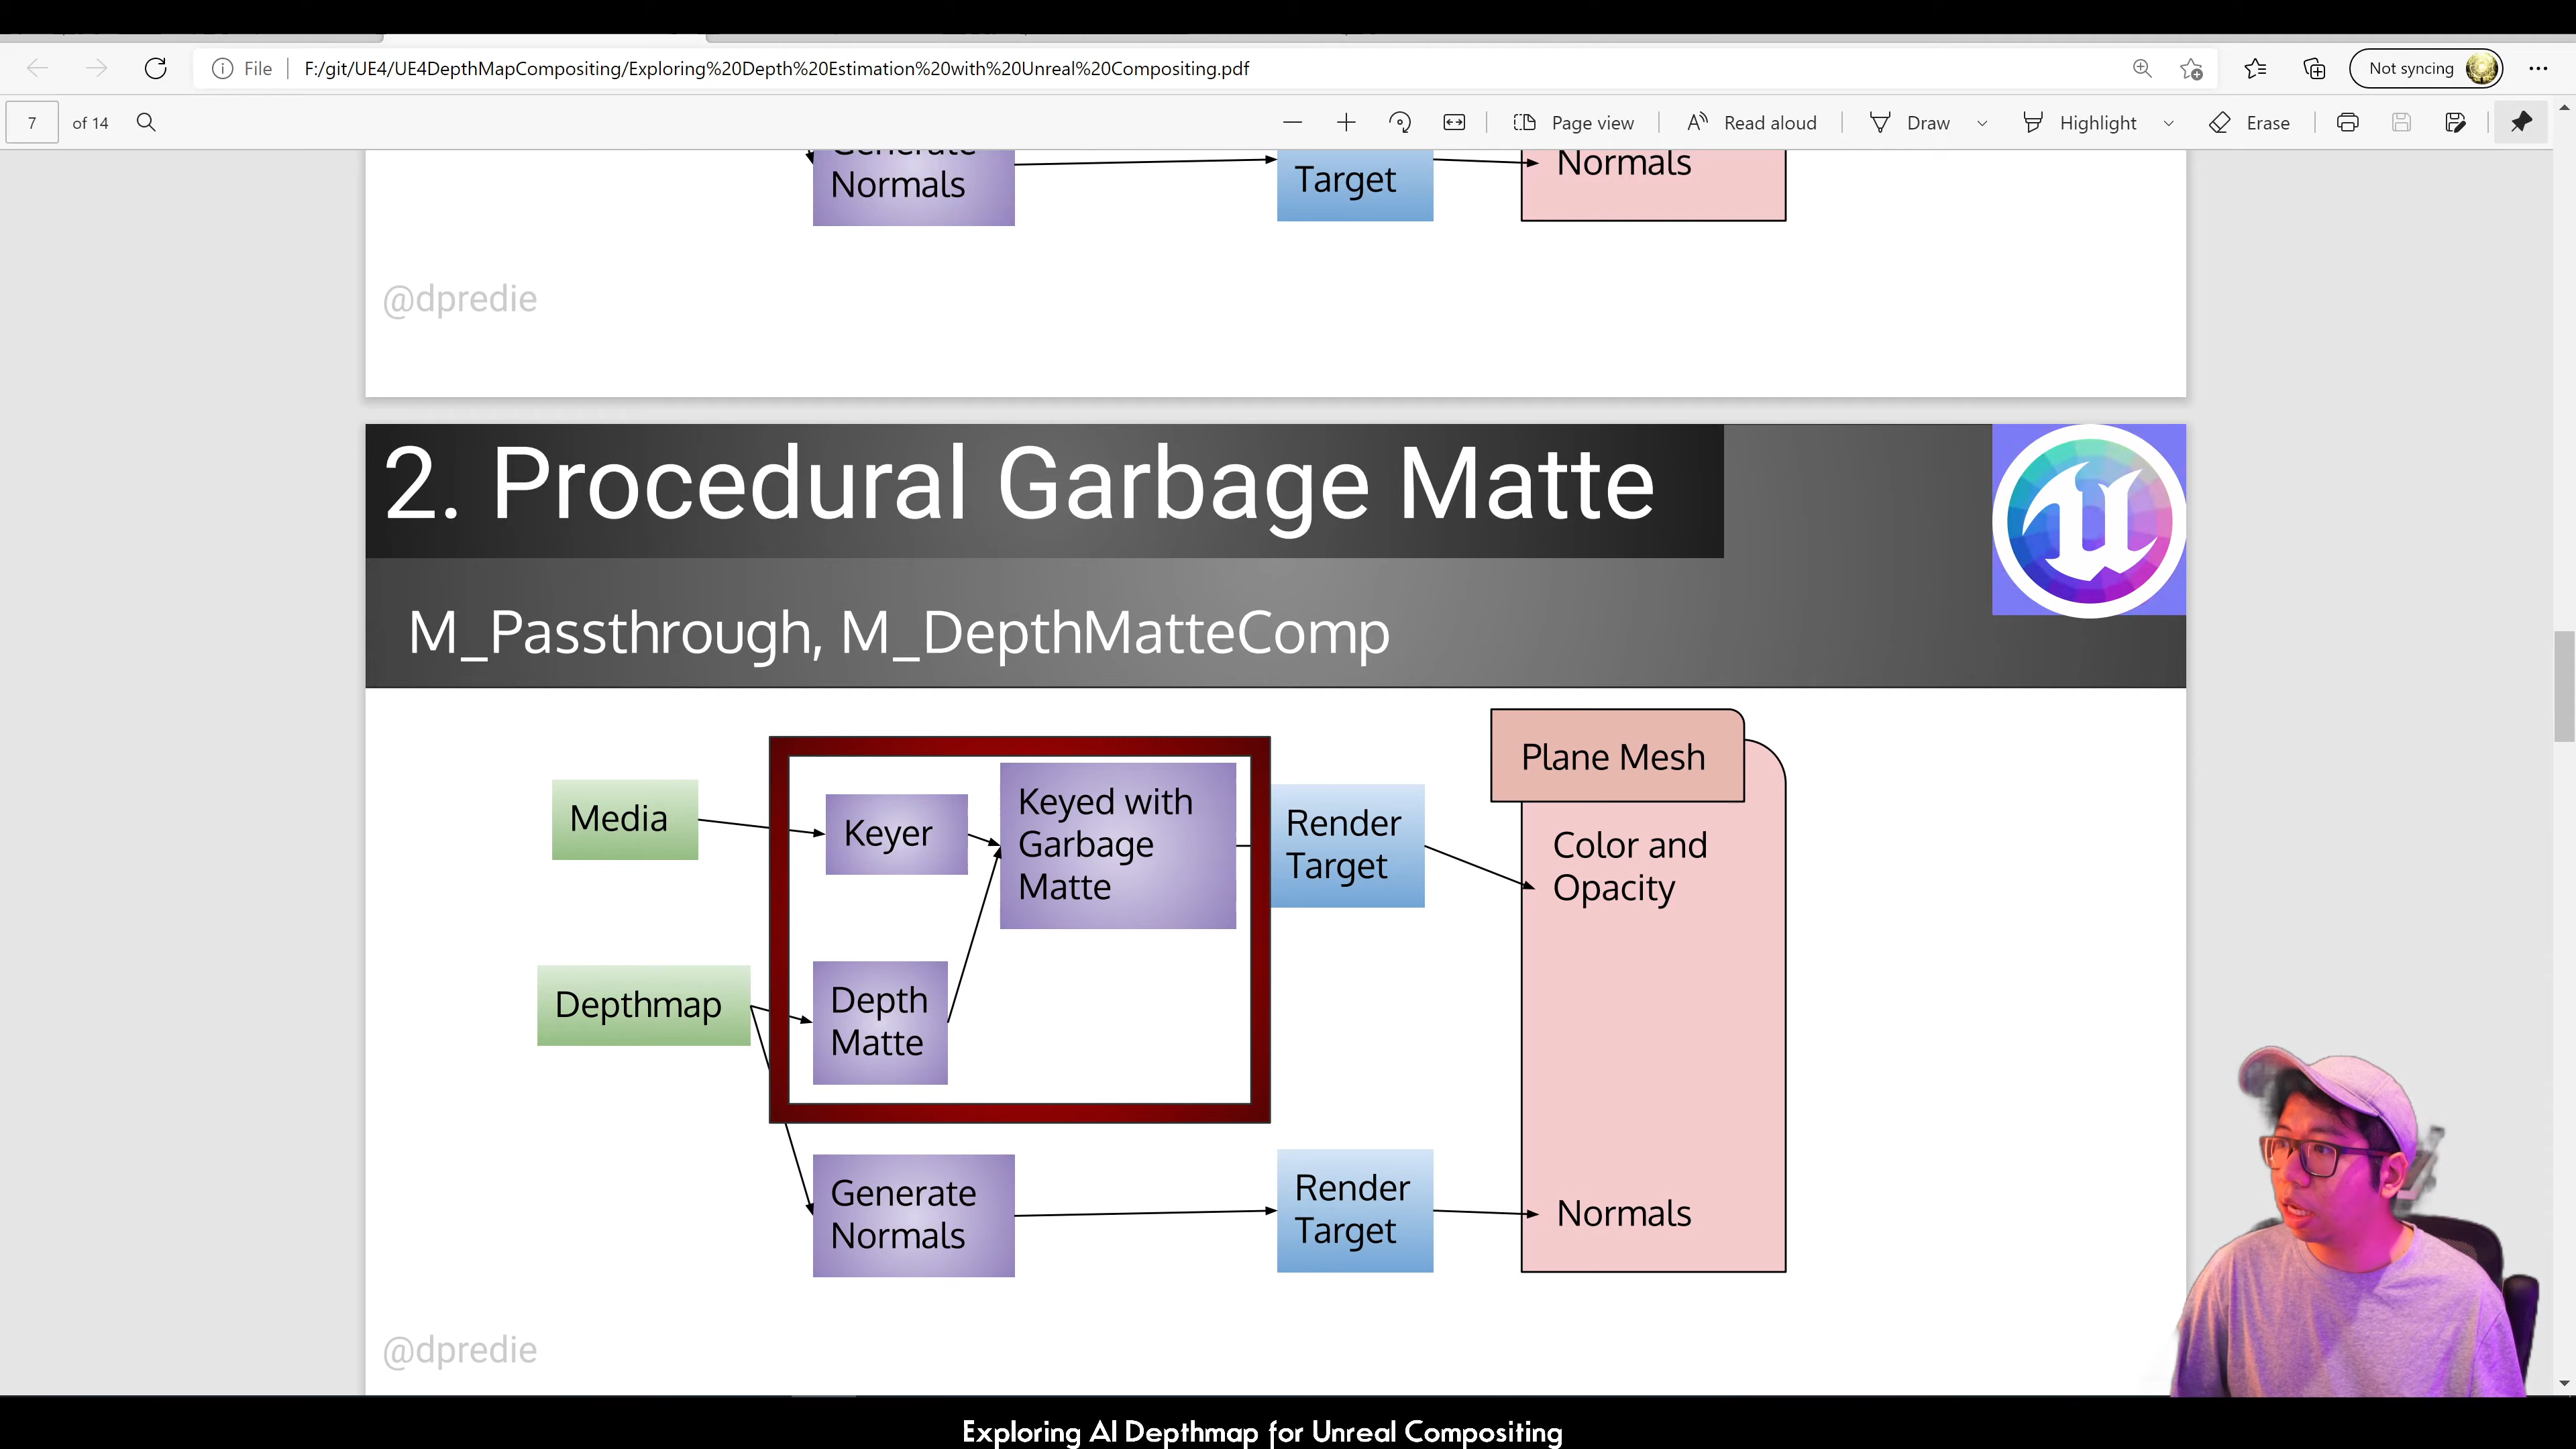 File
F:/git/UE4/UE4DepthMapCompositing/Exploring%20Depth%20Estimation%20with%20Unreal%20Compositing.pdf
Not syncing
7 of 14
Page view
Read aloud
Draw
Highlight
Erase
Generate
Normals
Target
Normals
@dpredie
2. Procedural Garbage Matte
M_Passthrough, M_DepthMatteComp
Media
Keyer
Keyed with
Garbage
Matte
Render
Target
Plane Mesh
Color and
Opacity
Depthmap
Depth
Matte
Generate
Normals
Render
Target
Normals
@dpredie
Exploring AI Depthmap for Unreal Compositing